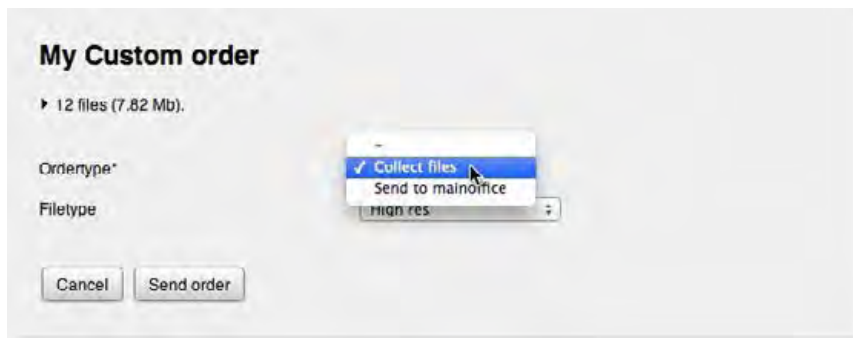 My Custom order
12 files (7.82 Mb).
-
Ordertype*
✓ Collect files
Send to mainoffice
Filetype
High res
Cancel
Send order